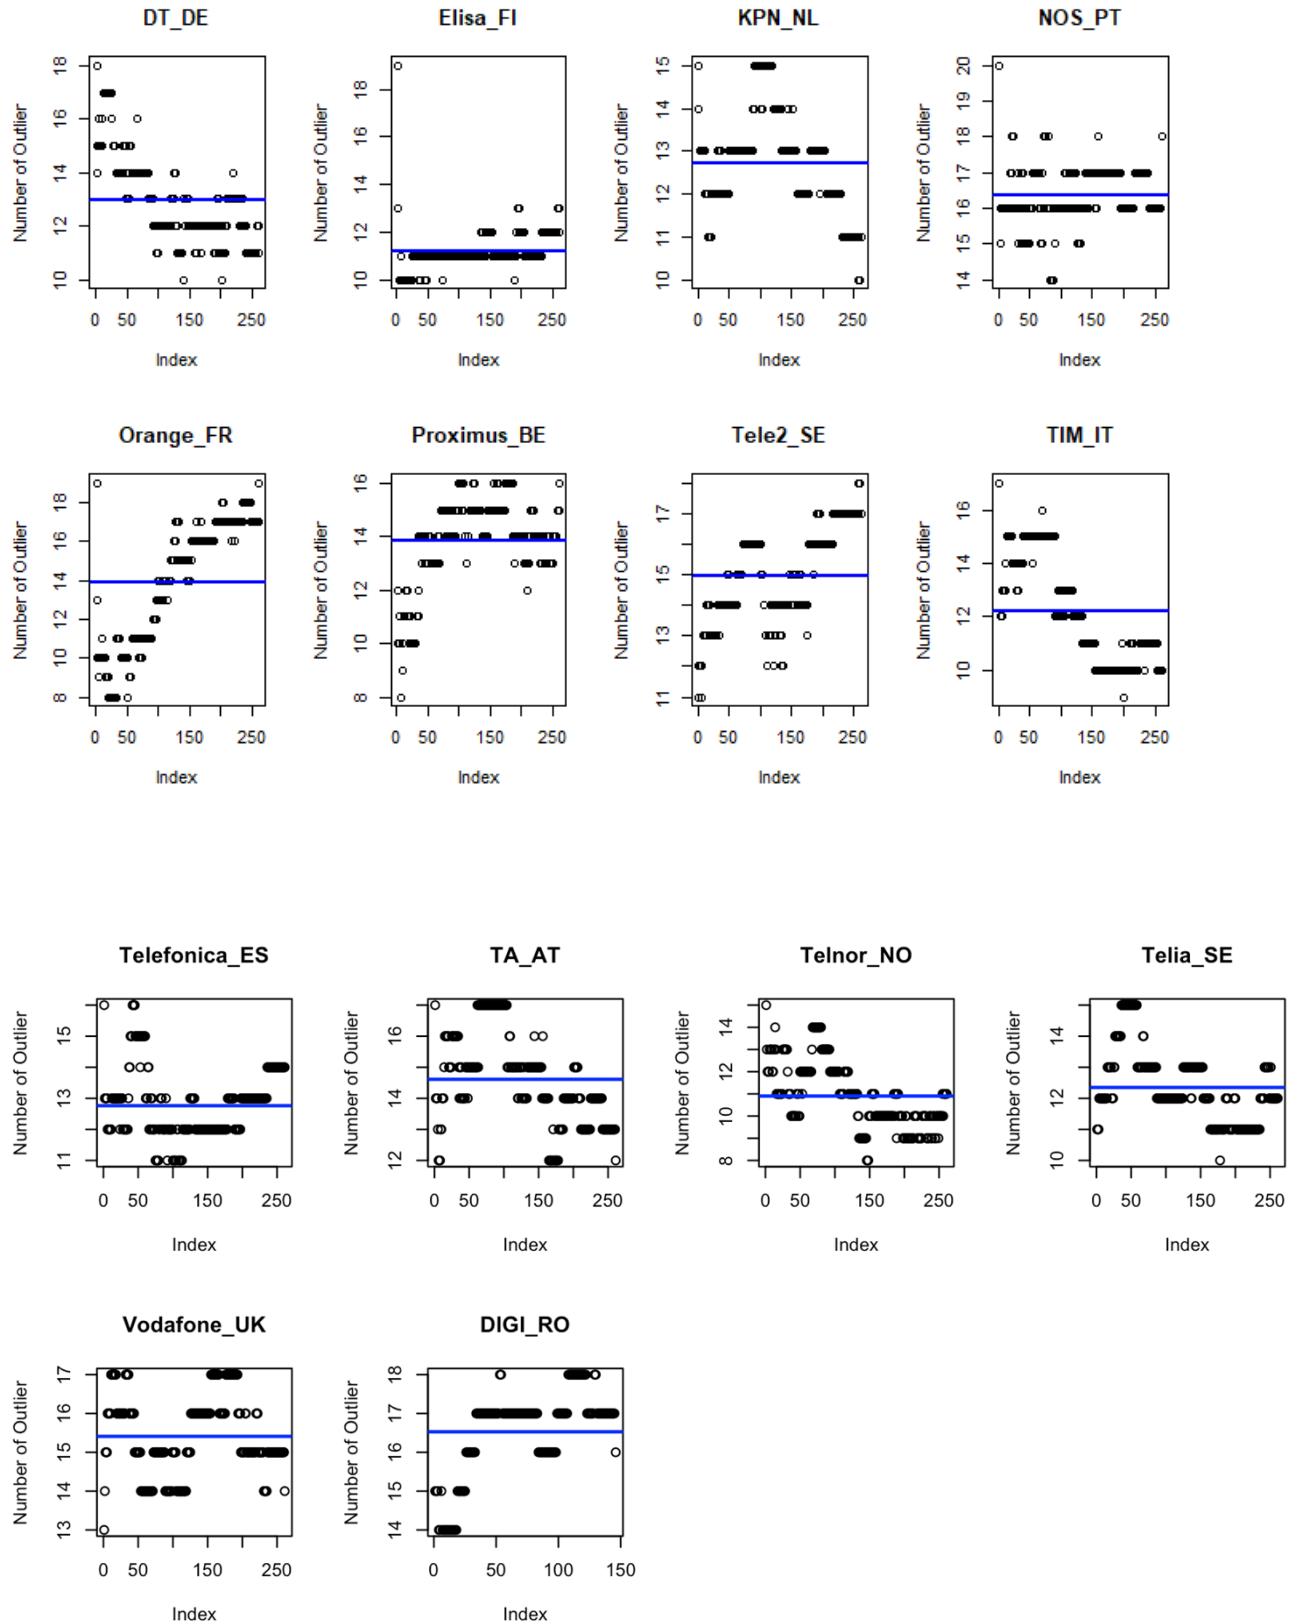 DT_DE Elisa_FI KPN_NL NOS_PT
Number of Outlier
10 12 14 16 18
0 50 150 250
Index
Number of Outlier
10 12 14 16 18
0 50 150 250
Index
Number of Outlier
10 11 12 13 14 15
0 50 150 250
Index
Number of Outlier
14 15 16 17 18 19 20
0 50 150 250
Index
Orange_FR Proximus_BE Tele2_SE TIM_IT
Number of Outlier
8 10 12 14 16 18
0 50 150 250
Index
Number of Outlier
8 10 12 14 16
0 50 150 250
Index
Number of Outlier
11 13 15 17
0 50 150 250
Index
Number of Outlier
10 12 14 16
0 50 150 250
Index
Telefonica_ES TA_AT Telnor_NO Telia_SE
Number of Outlier
11 13 15
0 50 150 250
Index
Number of Outlier
12 14 16
0 50 150 250
Index
Number of Outlier
8 10 12 14
0 50 150 250
Index
Number of Outlier
10 12 14
0 50 150 250
Index
Vodafone_UK DIGI_RO
Number of Outlier
13 14 15 16 17
0 50 150 250
Index
Number of Outlier
14 15 16 17 18
0 50 100 150
Index